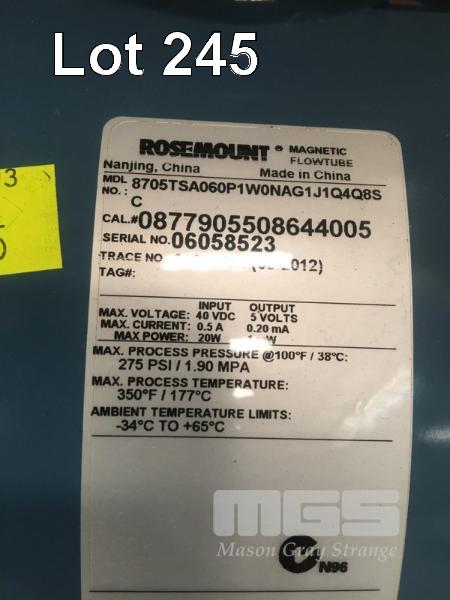 Lot 245
ROSEMOUNT ® MAGNETIC FLOWTUBE
Nanjing, China Made in China
MDL NO.: 8705TSA060P1W0NAG1J1Q4Q8S
C
CAL.# 0877905508644005
SERIAL NO. 06058523
TRACE NO. 2012)
TAG#:
INPUT OUTPUT
MAX. VOLTAGE: 40 VDC 5 VOLTS
MAX. CURRENT: 0.5 A 0.20 mA
MAX POWER: 20W
MAX. PROCESS PRESSURE @100°F / 38°C:
275 PSI / 1.90 MPA
MAX. PROCESS TEMPERATURE:
350°F / 177°C
AMBIENT TEMPERATURE LIMITS:
-34°C TO +65°C
MGS
Mason Gray Strange
N96